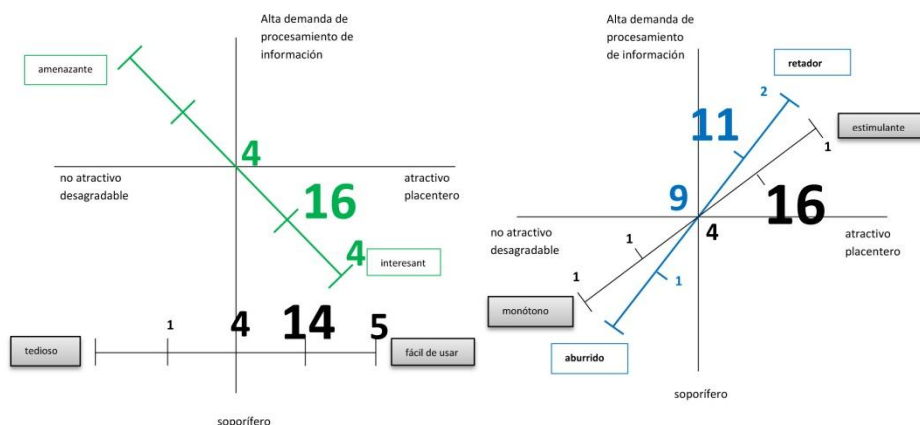 Alta demanda de
procesamiento de
información
amenazante
4
no atractivo
desagradable
atractivo
placentero
16
4
interesant
1
4
14
5
tedioso
fácil de usar
soporífero
Alta demanda de
procesamiento
de información
retador
2
11
estimulante
1
9
16
4
no atractivo
desagradable
atractivo
placentero
1
1
1
monótono
aburrido
soporífero